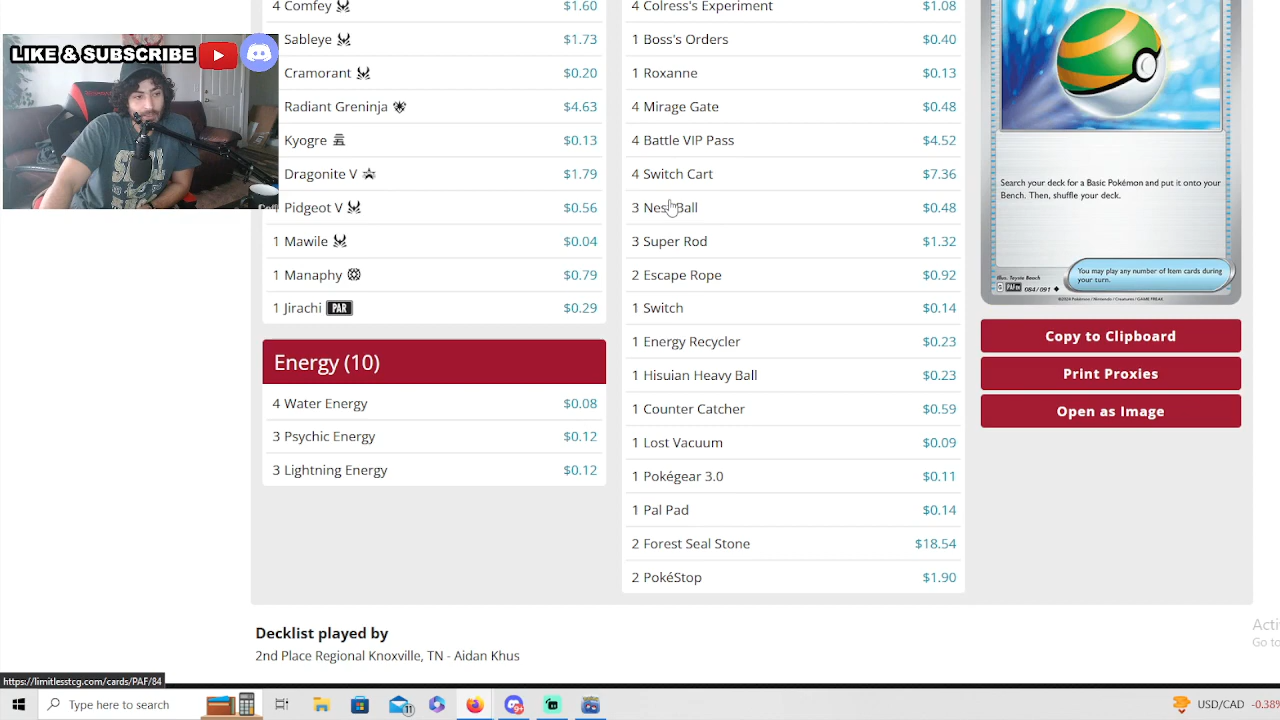 4 Comfey $1.60
Sableye $1.73
Cramorant $0.20
Radiant Greninja $4.63
$0.13
Dragonite V $1.79
Pidgeot V $0.56
1 Mawile $0.04
1 Manaphy $0.79
1 Jirachi PAR $0.29
Energy (10)
4 Water Energy $0.08
3 Psychic Energy $0.12
3 Lightning Energy $0.12
4 Colress's Experiment $1.08
1 Boss's Orders $0.40
1 Roxanne $0.13
4 Mirage Gate $0.48
4 Battle VIP Pass $4.52
4 Switch Cart $7.36
3 Nest Ball $0.48
3 Super Rod $1.32
2 Escape Rope $0.92
1 Switch $0.14
1 Energy Recycler $0.23
1 Hisuian Heavy Ball $0.23
1 Counter Catcher $0.59
1 Lost Vacuum $0.09
1 Pokégear 3.0 $0.11
1 Pal Pad $0.14
2 Forest Seal Stone $18.54
2 PokéStop $1.90
Search your deck for a Basic Pokémon and put it onto your
Bench. Then, shuffle your deck.
You may play any number of Item cards during
your turn.
084/091
Copy to Clipboard
Print Proxies
Open as Image
LIKE & SUBSCRIBE
Decklist played by
2nd Place Regional Knoxville, TN - Aidan Khus
https://limitlesstcg.com/cards/PAF/84
Type here to search
11
USD/CAD -0.38%
Go to